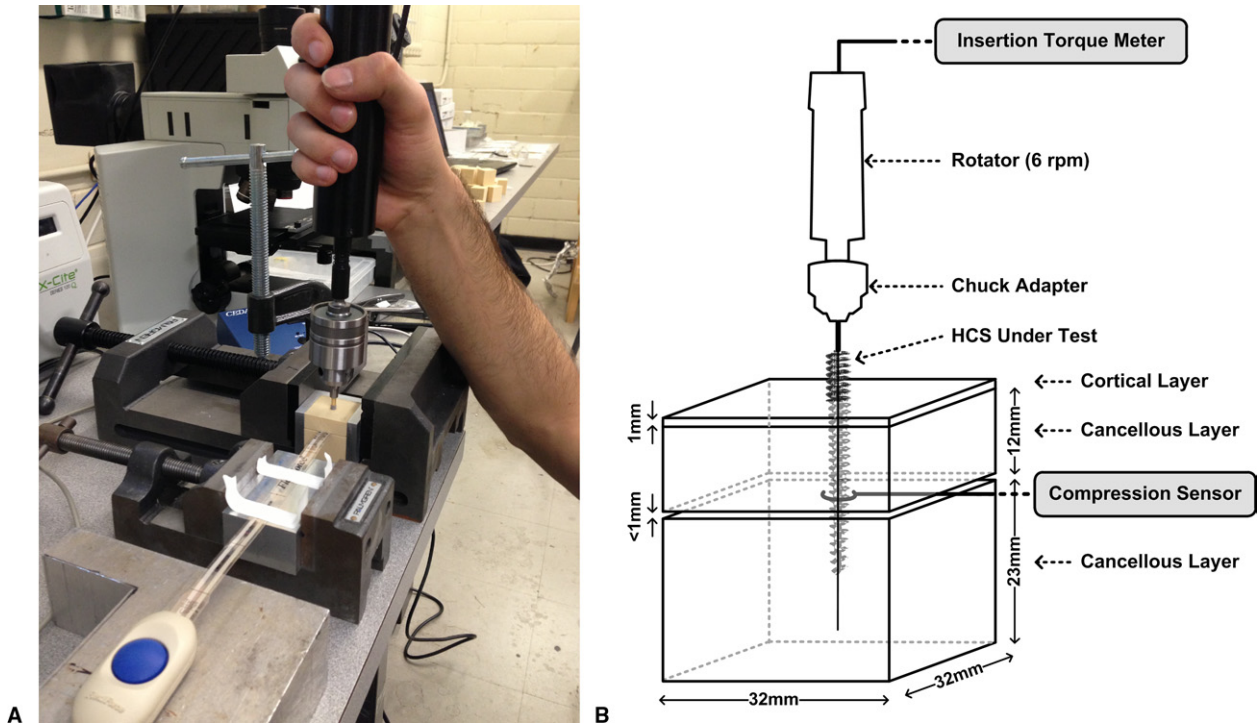 X-Cite®
CEDA
A
Insertion Torque Meter
Rotator (6 rpm)
Chuck Adapter
HCS Under Test
Cortical Layer
1mm
12mm
Cancellous Layer
Compression Sensor
<1mm
23mm
Cancellous Layer
32mm
32mm
B